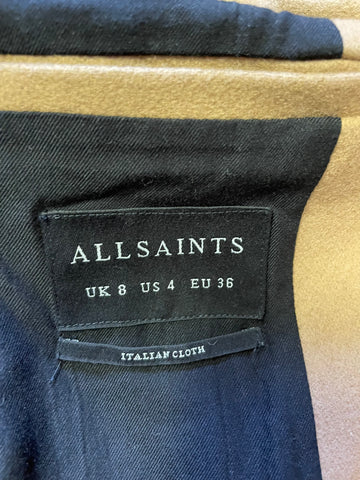 ALLSAINTS
UK 8 US 4 EU 36
ITALIAN CLOTH